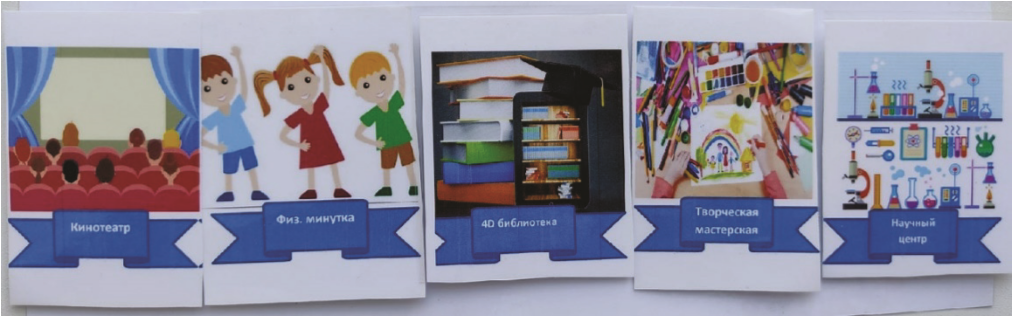 Кинотеатр
Физ. минутка
4D библиотека
Творческая
мастерская
Научный
центр